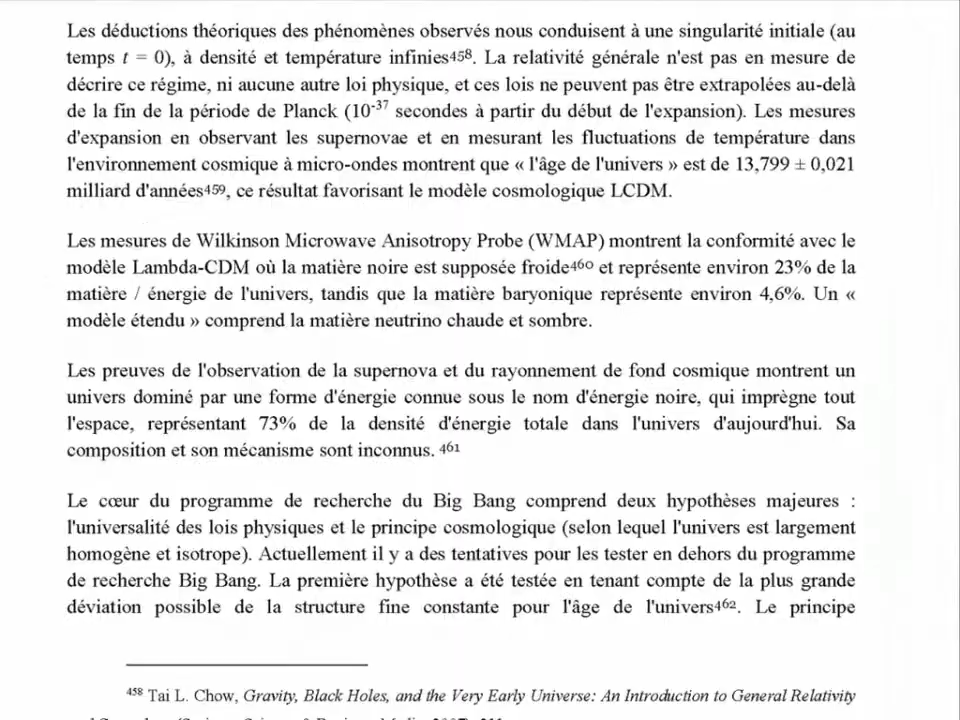 Les déductions théoriques des phénomènes observés nous conduisent à une singularité initiale (au
temps t = 0), à densité et température infinies458. La relativité générale n'est pas en mesure de
décrire ce régime, ni aucune autre loi physique, et ces lois ne peuvent pas être extrapolées au-delà
de la fin de la période de Planck (10-37 secondes à partir du début de l'expansion). Les mesures
d'expansion en observant les supernovae et en mesurant les fluctuations de température dans
l'environnement cosmique à micro-ondes montrent que « l'âge de l'univers » est de 13,799 ± 0,021
milliard d'années459, ce résultat favorisant le modèle cosmologique LCDM.
Les mesures de Wilkinson Microwave Anisotropy Probe (WMAP) montrent la conformité avec le
modèle Lambda-CDM où la matière noire est supposée froide460 et représente environ 23% de la
matière / énergie de l'univers, tandis que la matière baryonique représente environ 4,6%. Un «
modèle étendu » comprend la matière neutrino chaude et sombre.
Les preuves de l'observation de la supernova et du rayonnement de fond cosmique montrent un
univers dominé par une forme d'énergie connue sous le nom d'énergie noire, qui imprègne tout
l'espace, représentant 73% de la densité d'énergie totale dans l'univers d'aujourd'hui. Sa
composition et son mécanisme sont inconnus. 461
Le cœur du programme de recherche du Big Bang comprend deux hypothèses majeures :
l'universalité des lois physiques et le principe cosmologique (selon lequel l'univers est largement
homogène et isotrope). Actuellement il y a des tentatives pour les tester en dehors du programme
de recherche Big Bang. La première hypothèse a été testée en tenant compte de la plus grande
déviation possible de la structure fine constante pour l'âge de l'univers462. Le principe
458 Tai L. Chow, Gravity, Black Holes, and the Very Early Universe: An Introduction to General Relativity